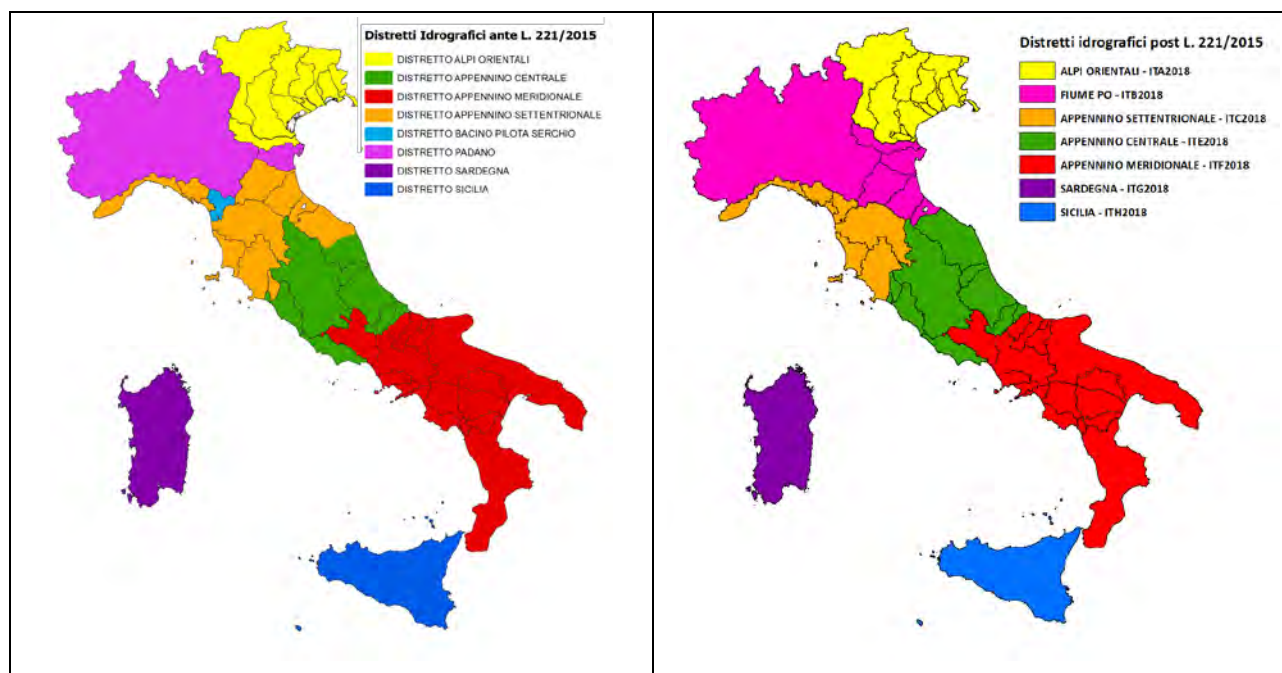 Distretti Idrografici ante L. 221/2015
DISTRETTO ALPI ORIENTALI
DISTRETTO APPENNINO CENTRALE
DISTRETTO APPENNINO MERIDIONALE
DISTRETTO APPENNINO SETTENTRIONALE
DISTRETTO BACINO PILOTA SERCHIO
DISTRETTO PADANO
DISTRETTO SARDEGNA
DISTRETTO SICILIA
Distretti idrografici post L. 221/2015
ALPI ORIENTALI - ITA2018
FIUME PO - ITB2018
APPENNINO SETTENTRIONALE - ITC2018
APPENNINO CENTRALE - ITE2018
APPENNINO MERIDIONALE - ITF2018
SARDEGNA - ITG2018
SICILIA - ITH2018